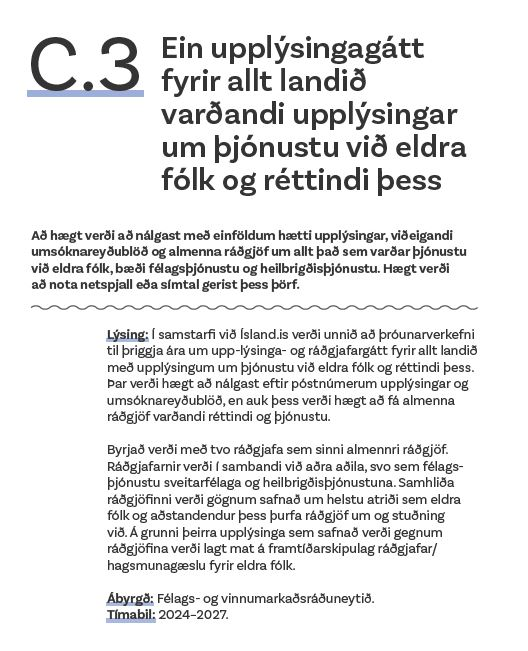 C.3
Ein upplýsingagátt
fyrir allt landið
varðandi upplýsingar
um þjónustu við eldra
fólk og réttindi þess
Að hægt verði að nálgast með einföldum hætti upplýsingar, viðeigandi
umsóknareyðublöð og almenna ráðgjöf um allt það sem varðar þjónustu
við eldra fólk, bæði félagsþjónustu og heilbrigðisþjónustu. Hægt verði
að nota netspjall eða símtal gerist þess þörf.
Lýsing: Í samstarfi við Ísland.is verði unnið að þróunarverkefni
til þriggja ára um upp-lýsinga- og ráðgjafargátt fyrir allt landið
með upplýsingum um þjónustu við eldra fólk og réttindi þess.
Þar verði hægt að nálgast eftir póstnúmerum upplýsingar og
umsóknareyðublöð, en auk þess verði hægt að fá almenna
ráðgjöf varðandi réttindi og þjónustu.
Byrjað verði með tvo ráðgjafa sem sinni almennri ráðgjöf.
Ráðgjafarnir verði í sambandi við aðra aðila, svo sem félags-
þjónustu sveitarfélaga og heilbrigðisþjónustuna. Samhliða
ráðgjöfinni verði gögnum safnað um helstu atriði sem eldra
fólk og aðstandendur þess þurfa ráðgjöf um og stuðning
við. Á grunni þeirra upplýsinga sem safnað verði gegnum
ráðgjöfina verði lagt mat á framtíðarskipulag ráðgjafar/
hagsmunagæslu fyrir eldra fólk.
Ábyrgð: Félags- og vinnumarkaðsráðuneytið.
Tímabil: 2024–2027.